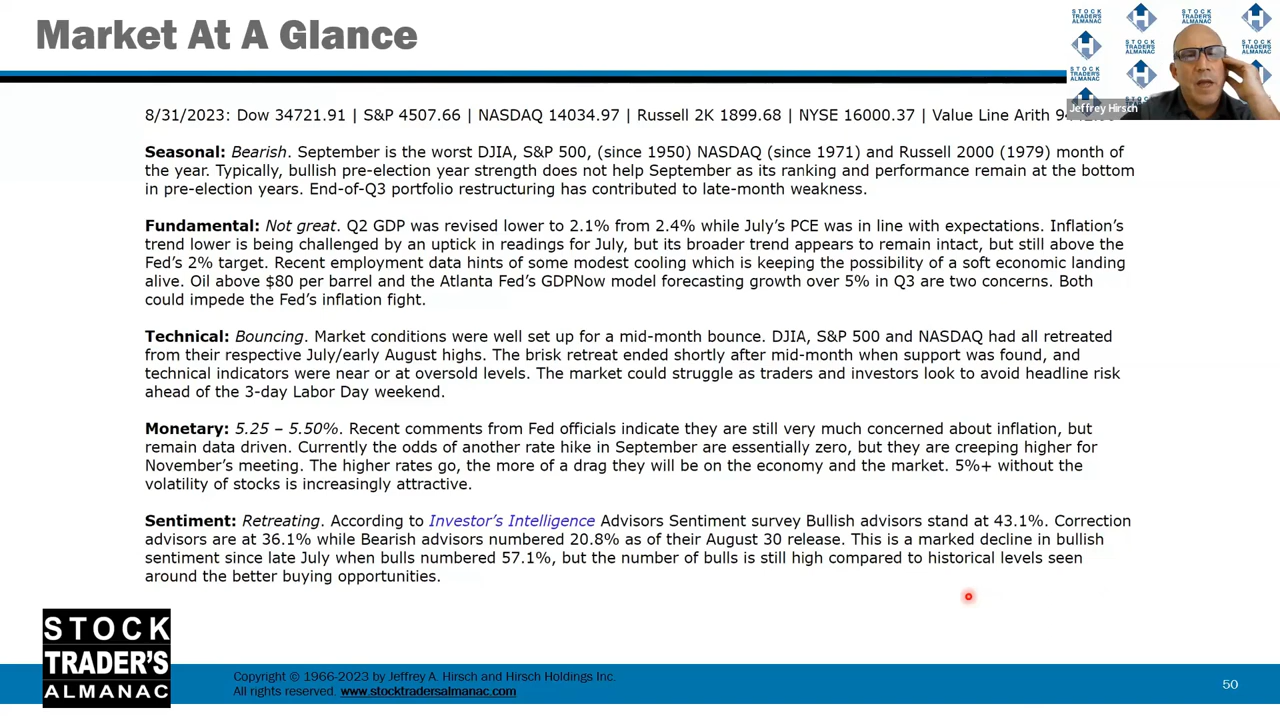 Market At A Glance
STOCK TRADER'S ALMANAC
STOCK TRADER'S ALMANAC
STOCK TRADER'S ALMANAC
STOCK TRADER'S ALMANAC
STOCK TRADER'S ALMANAC
Jeffrey Hirsch
8/31/2023: Dow 34721.91 | S&P 4507.66 | NASDAQ 14034.97 | Russell 2K 1899.68 | NYSE 16000.37 | Value Line Arith
Seasonal: Bearish. September is the worst DJIA, S&P 500, (since 1950) NASDAQ (since 1971) and Russell 2000 (1979) month of
the year. Typically, bullish pre-election year strength does not help September as its ranking and performance remain at the bottom
in pre-election years. End-of-Q3 portfolio restructuring has contributed to late-month weakness.
Fundamental: Not great. Q2 GDP was revised lower to 2.1% from 2.4% while July's PCE was in line with expectations. Inflation's
trend lower is being challenged by an uptick in readings for July, but its broader trend appears to remain intact, but still above the
Fed's 2% target. Recent employment data hints of some modest cooling which is keeping the possibility of a soft economic landing
alive. Oil above $80 per barrel and the Atlanta Fed's GDPNow model forecasting growth over 5% in Q3 are two concerns. Both
could impede the Fed's inflation fight.
Technical: Bouncing. Market conditions were well set up for a mid-month bounce. DJIA, S&P 500 and NASDAQ had all retreated
from their respective July/early August highs. The brisk retreat ended shortly after mid-month when support was found, and
technical indicators were near or at oversold levels. The market could struggle as traders and investors look to avoid headline risk
ahead of the 3-day Labor Day weekend.
Monetary: 5.25 – 5.50%. Recent comments from Fed officials indicate they are still very much concerned about inflation, but
remain data driven. Currently the odds of another rate hike in September are essentially zero, but they are creeping higher for
November's meeting. The higher rates go, the more of a drag they will be on the economy and the market. 5%+ without the
volatility of stocks is increasingly attractive.
Sentiment: Retreating. According to Investor's Intelligence Advisors Sentiment survey Bullish advisors stand at 43.1%. Correction
advisors are at 36.1% while Bearish advisors numbered 20.8% as of their August 30 release. This is a marked decline in bullish
sentiment since late July when bulls numbered 57.1%, but the number of bulls is still high compared to historical levels seen
around the better buying opportunities.
STOCK
TRADER'S
ALMANAC
Copyright © 1966-2023 by Jeffrey A. Hirsch and Hirsch Holdings Inc.
All rights reserved. www.stocktradersalmanac.com
50